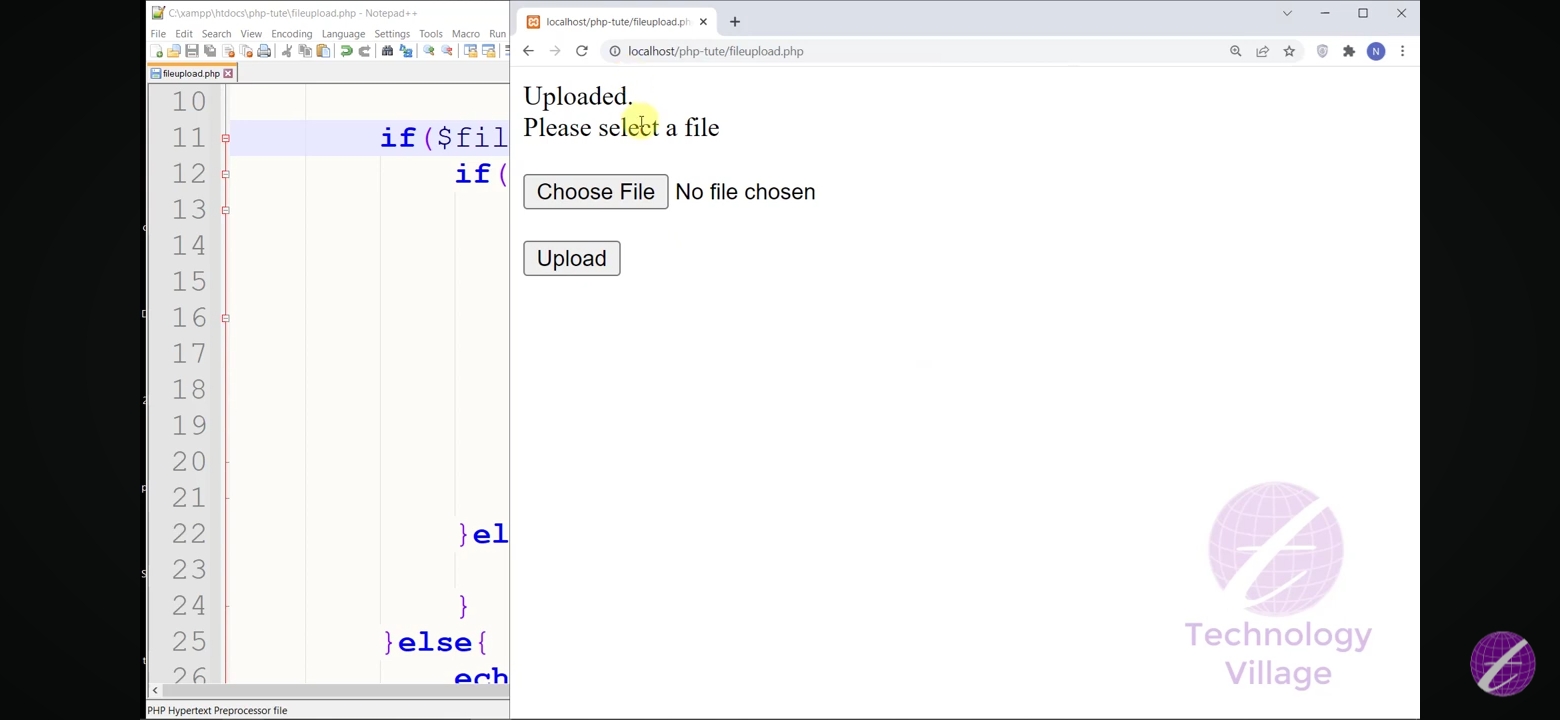 C:\xampp\htdocs\php-tute\fileupload.php - Notepad++
File Edit Search View Encoding Language Settings Tools Macro Run
fileupload.php
10
11 if($fil
12 if(
13
14
15
16
17
18
19
20
21
22 }el
23
24 }
25 }else{
26 ech
PHP Hypertext Preprocessor file
localhost/php-tute/fileupload.ph
localhost/php-tute/fileupload.php
N
Uploaded.
Please select a file
Choose File No file chosen
Upload
Technology
Village